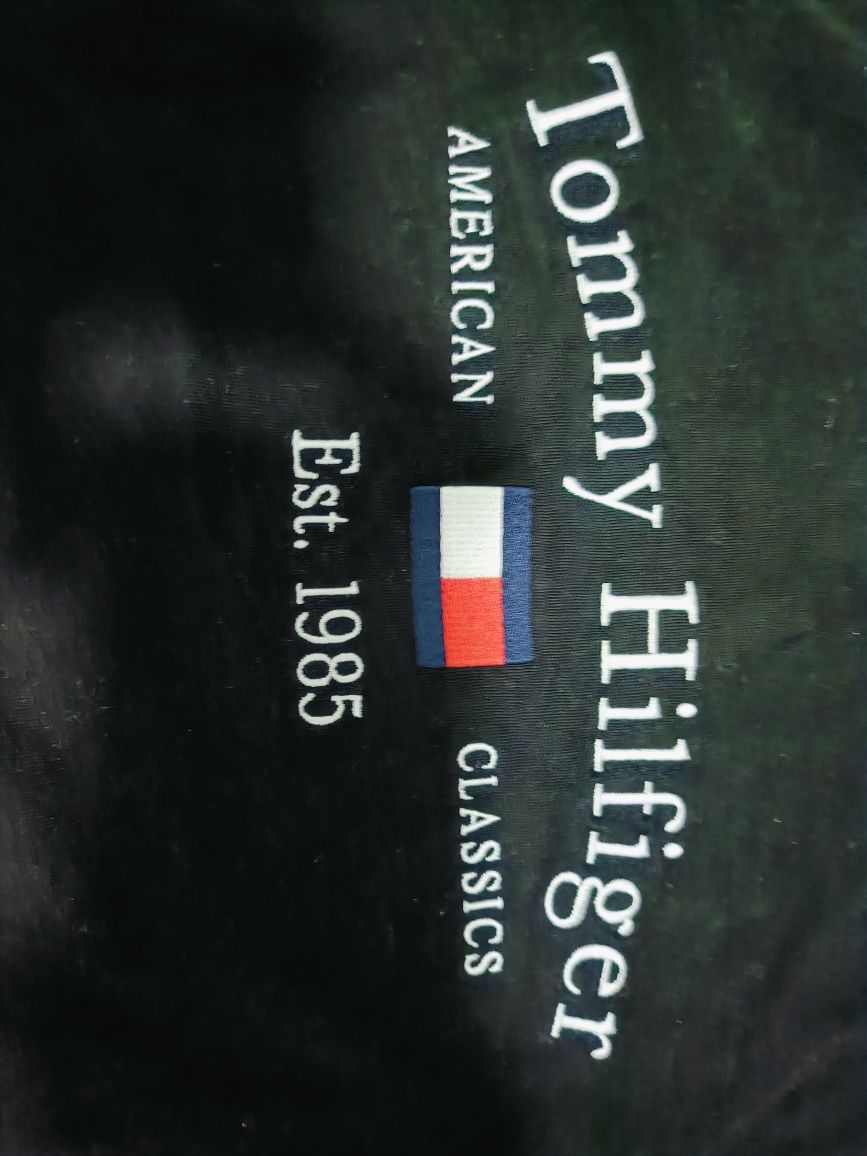 Tommy Hilfiger
AMERICAN CLASSICS
Est. 1985